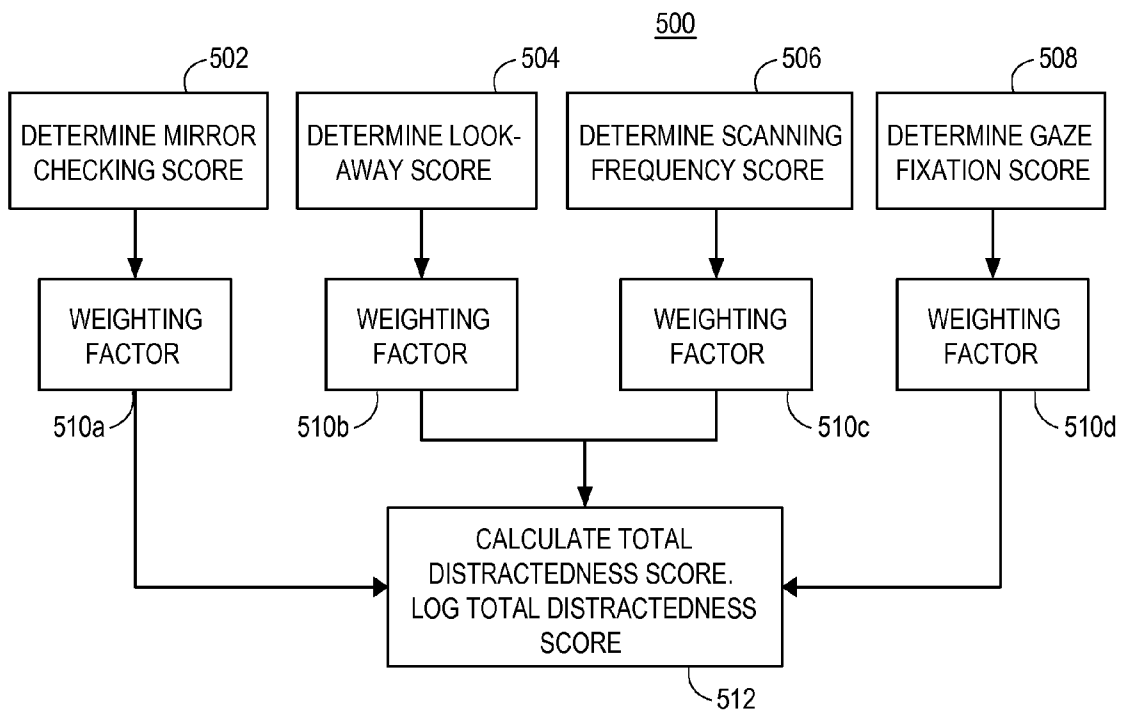 500
502
504
506
508
DETERMINE MIRROR
CHECKING SCORE
DETERMINE LOOK-
AWAY SCORE
DETERMINE SCANNING
FREQUENCY SCORE
DETERMINE GAZE
FIXATION SCORE
WEIGHTING
FACTOR
WEIGHTING
FACTOR
WEIGHTING
FACTOR
WEIGHTING
FACTOR
510a
510b
510c
510d
CALCULATE TOTAL
DISTRACTEDNESS SCORE.
LOG TOTAL DISTRACTEDNESS
SCORE
512